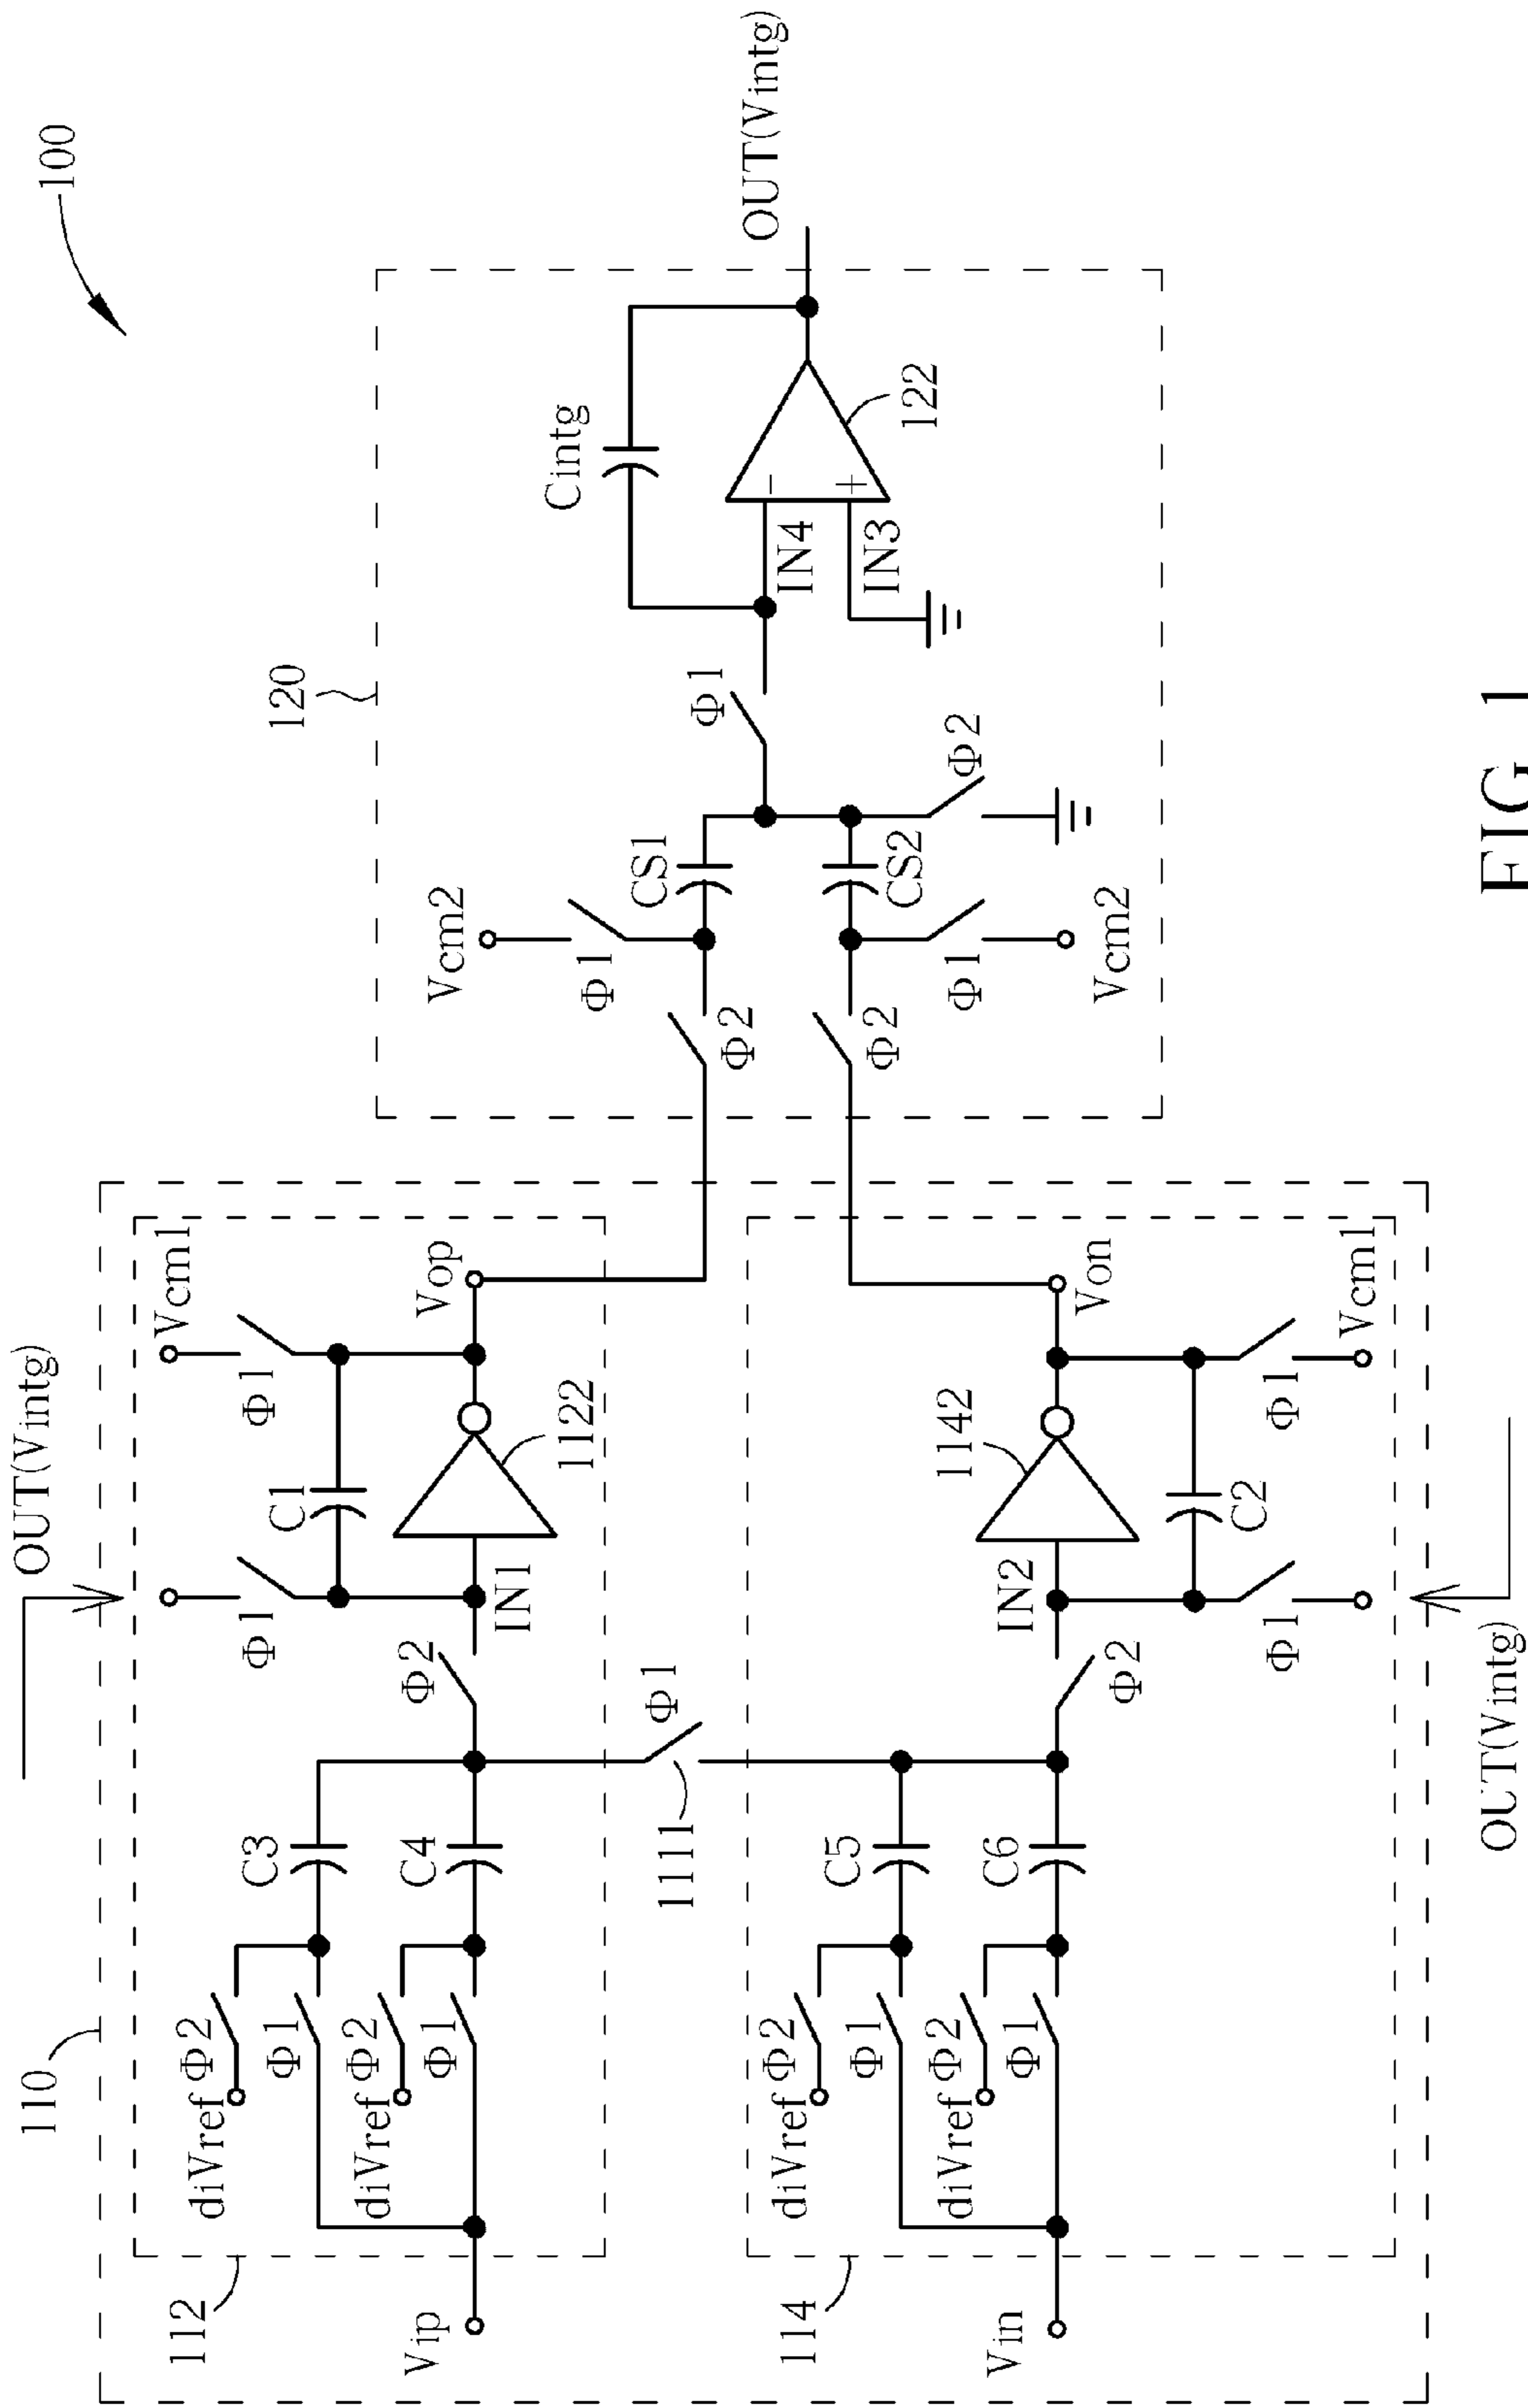 100
110
OUT(Vintg)
120
112
diVref
Φ2
Φ1
C3
Φ1
C1
Φ1
Vcm1
Vcm2
Φ1
Cintg
OUT(Vintg)
Vip
diVref
Φ2
Φ1
C4
Φ2
IN1
1122
Vop
Φ2
CS1
Φ1
IN4
-
1111
Φ1
122
114
diVref
Φ2
Φ1
C5
Φ2
CS2
IN3
+
Vin
diVref
Φ2
Φ1
C6
Φ2
IN2
1142
Von
Φ1
Φ2
Vcm2
Φ1
C2
Φ1
Vcm1
OUT(Vintg)
FIG. 1